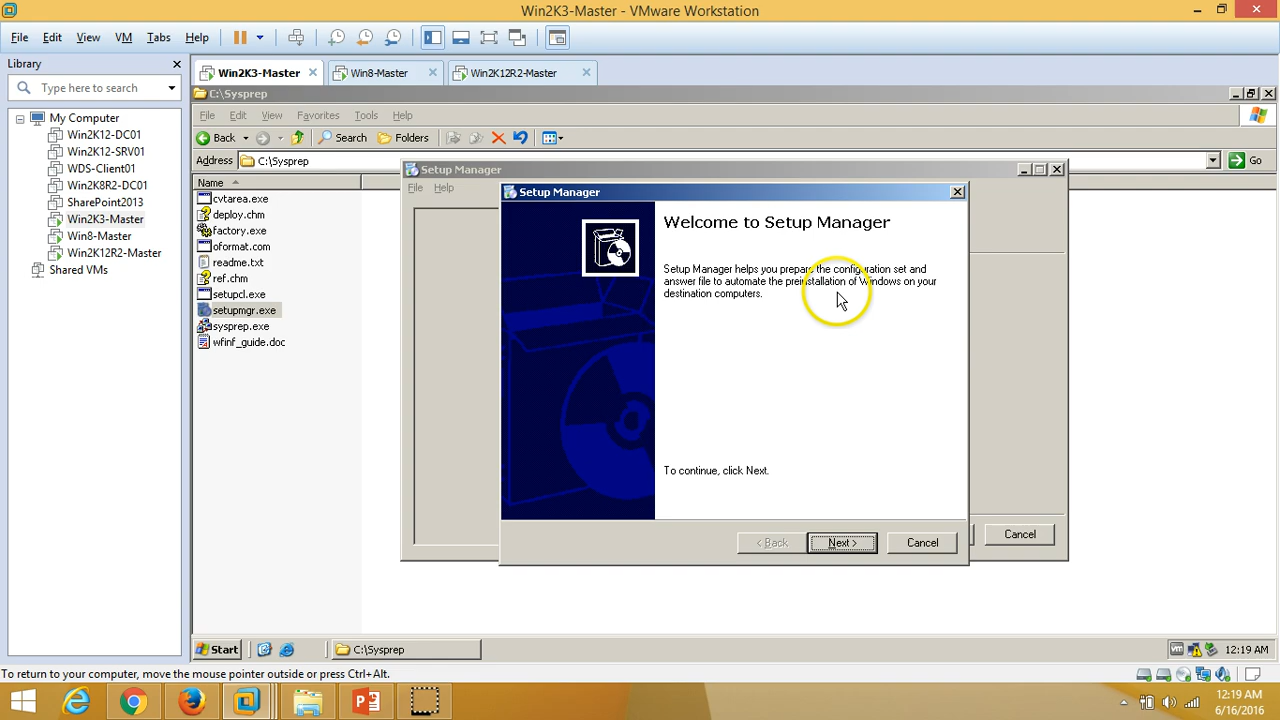 Win2K3-Master - VMware Workstation
File Edit View VM Tabs Help
Library
Type here to search
My Computer
Win2K12-DC01
Win2K12-SRV01
WDS-Client01
Win2K8R2-DC01
SharePoint2013
Win2K3-Master
Win8-Master
Win2K12R2-Master
Shared VMs
Win2K3-Master Win8-Master Win2K12R2-Master
C:\Sysprep
File Edit View Favorites Tools Help
Back Search Folders
Address C:\Sysprep Go
Name
cvtarea.exe
deploy.chm
factory.exe
oformat.com
readme.txt
ref.chm
setupcl.exe
setupmgr.exe
sysprep.exe
wfinf_guide.doc
Setup Manager
File Help
Cancel
Setup Manager
Welcome to Setup Manager
Setup Manager helps you prepare the configuration set and
answer file to automate the preinstallation of Windows on your
destination computers.
To continue, click Next.
< Back Next > Cancel
Start C:\Sysprep 12:19 AM
To return to your computer, move the mouse pointer outside or press Ctrl+Alt.
12:19 AM
6/16/2016